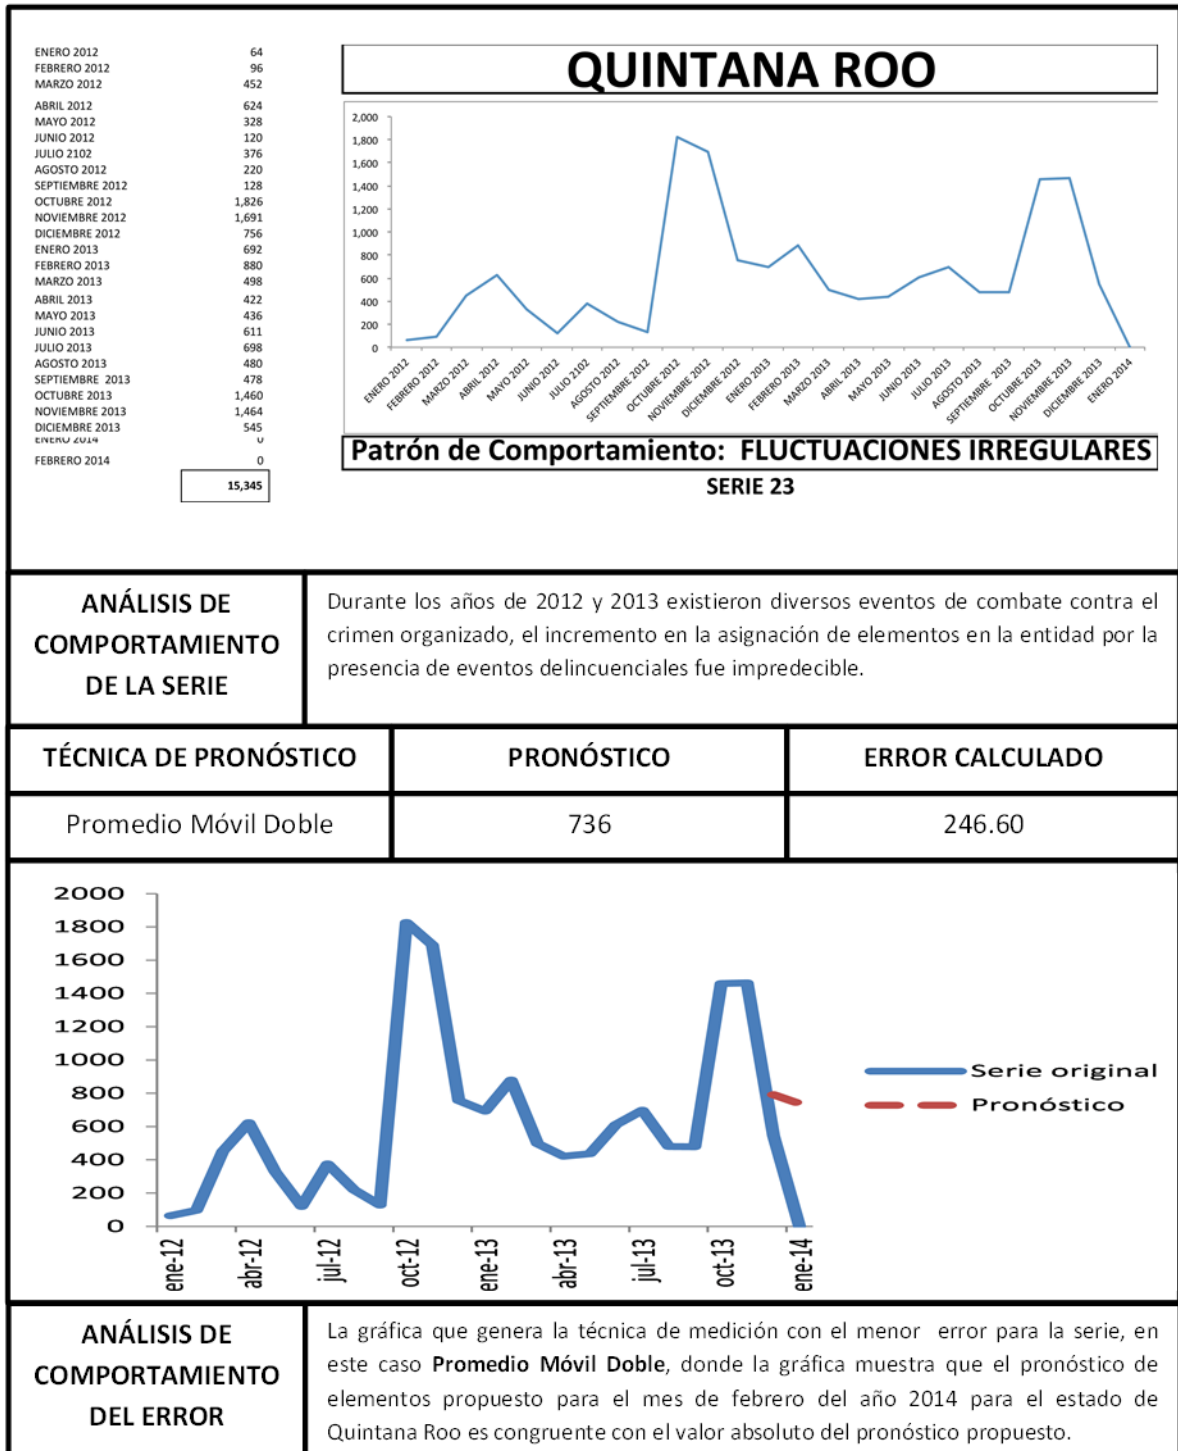 ENERO 2012 64
FEBRERO 2012 96
MARZO 2012 452
ABRIL 2012 624
MAYO 2012 328
JUNIO 2012 120
JULIO 2102 376
AGOSTO 2012 220
SEPTIEMBRE 2012 128
OCTUBRE 2012 1,826
NOVIEMBRE 2012 1,691
DICIEMBRE 2012 756
ENERO 2013 692
FEBRERO 2013 880
MARZO 2013 498
ABRIL 2013 422
MAYO 2013 436
JUNIO 2013 611
JULIO 2013 698
AGOSTO 2013 480
SEPTIEMBRE 2013 478
OCTUBRE 2013 1,460
NOVIEMBRE 2013 1,464
DICIEMBRE 2013 545
ENERO 2014 0
FEBRERO 2014 0
15,345
QUINTANA ROO
2,000
1,800
1,600
1,400
1,200
1,000
800
600
400
200
0
ENERO 2012
FEBRERO 2012
MARZO 2012
ABRIL 2012
MAYO 2012
JUNIO 2012
JULIO 2102
AGOSTO 2012
SEPTIEMBRE 2012
OCTUBRE 2012
NOVIEMBRE 2012
DICIEMBRE 2012
ENERO 2013
FEBRERO 2013
MARZO 2013
ABRIL 2013
MAYO 2013
JUNIO 2013
JULIO 2013
AGOSTO 2013
SEPTIEMBRE 2013
OCTUBRE 2013
NOVIEMBRE 2013
DICIEMBRE 2013
ENERO 2014
Patrón de Comportamiento: FLUCTUACIONES IRREGULARES
SERIE 23
ANÁLISIS DE
COMPORTAMIENTO
DE LA SERIE
Durante los años de 2012 y 2013 existieron diversos eventos de combate contra el
crimen organizado, el incremento en la asignación de elementos en la entidad por la
presencia de eventos delincuenciales fue impredecible.
TÉCNICA DE PRONÓSTICO PRONÓSTICO ERROR CALCULADO
Promedio Móvil Doble 736 246.60
2000
1800
1600
1400
1200
1000
800
600
400
200
0
ene-12
abr-12
jul-12
oct-12
ene-13
abr-13
jul-13
oct-13
ene-14
Serie original
Pronóstico
ANÁLISIS DE
COMPORTAMIENTO
DEL ERROR
La gráfica que genera la técnica de medición con el menor error para la serie, en
este caso Promedio Móvil Doble, donde la gráfica muestra que el pronóstico de
elementos propuesto para el mes de febrero del año 2014 para el estado de
Quintana Roo es congruente con el valor absoluto del pronóstico propuesto.